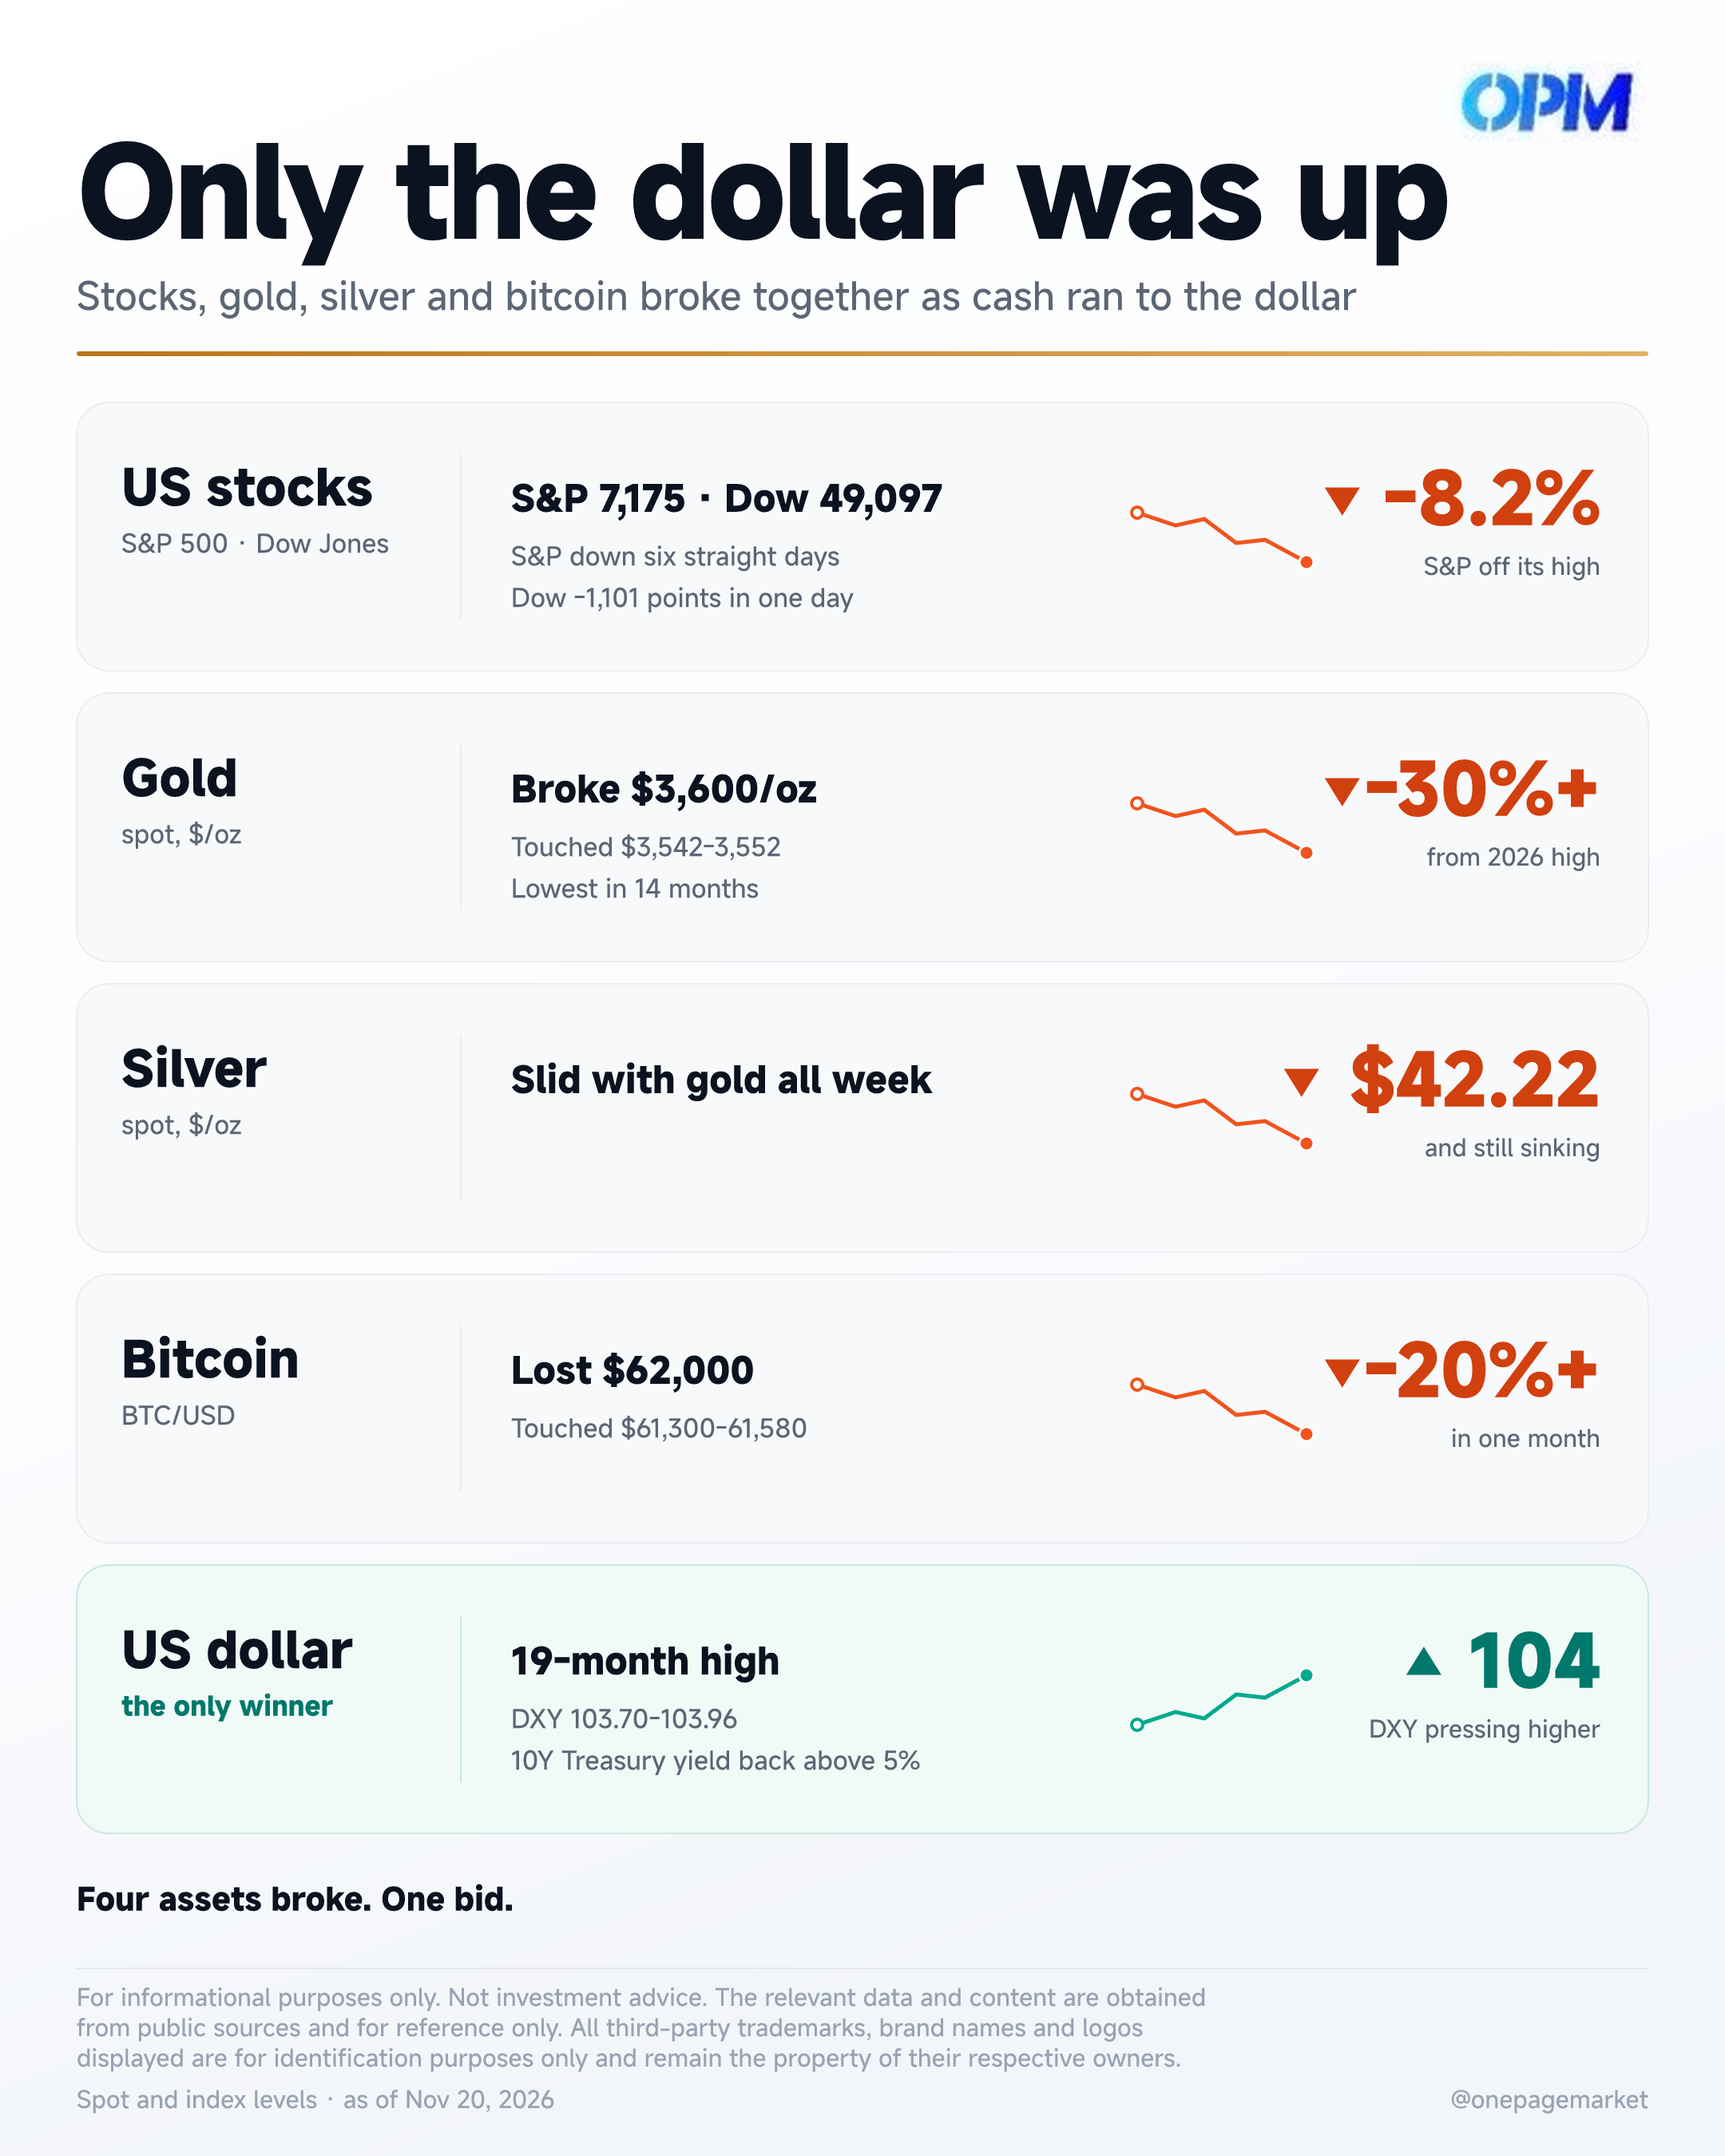 OPM
Only the dollar was up
Stocks, gold, silver and bitcoin broke together as cash ran to the dollar
US stocks
S&P 500 · Dow Jones
S&P 7,175 · Dow 49,097
S&P down six straight days
Dow -1,101 points in one day
▼ -8.2%
S&P off its high
Gold
spot, $/oz
Broke $3,600/oz
Touched $3,542-3,552
Lowest in 14 months
▼-30%+
from 2026 high
Silver
spot, $/oz
Slid with gold all week
▼ $42.22
and still sinking
Bitcoin
BTC/USD
Lost $62,000
Touched $61,300-61,580
▼-20%+
in one month
US dollar
the only winner
19-month high
DXY 103.70-103.96
10Y Treasury yield back above 5%
▲ 104
DXY pressing higher
Four assets broke. One bid.
For informational purposes only. Not investment advice. The relevant data and content are obtained
from public sources and for reference only. All third-party trademarks, brand names and logos
displayed are for identification purposes only and remain the property of their respective owners.
Spot and index levels · as of Nov 20, 2026
@onepagemarket